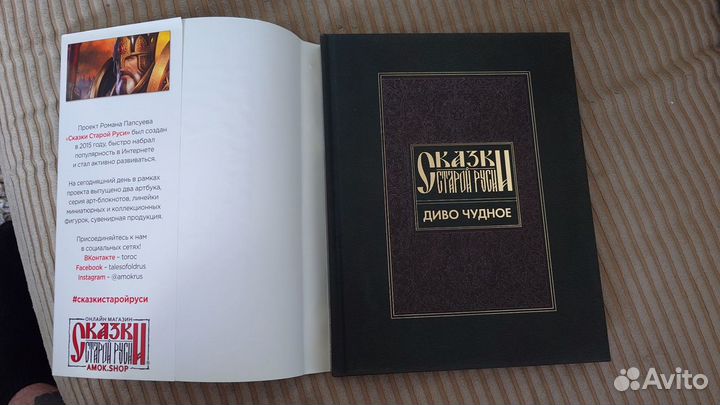 Проект Романа Папсуева
«Сказки Старой Руси» был создан
в 2015 году, быстро набрал
популярность в Интернете
и стал активно развиваться.
На сегодняшний день в рамках
проекта выпущено два артбука,
серия арт-блокнотов, линейки
миниатюрных и коллекционных
фигурок, сувенирная продукция.
Присоединяйтесь к нам
в социальных сетях!
ВКонтакте – toroc
Facebook – talesofoldrus
Instagram – @amokrus
#сказкистаройруси
ОНЛАЙН МАГАЗИН
СКАЗКИ
СТАРОЙ РУСИ
AMOK.SHOP
СКАЗКИ
СТАРОЙ РУСИ
ДИВО ЧУДНОЕ
Avito